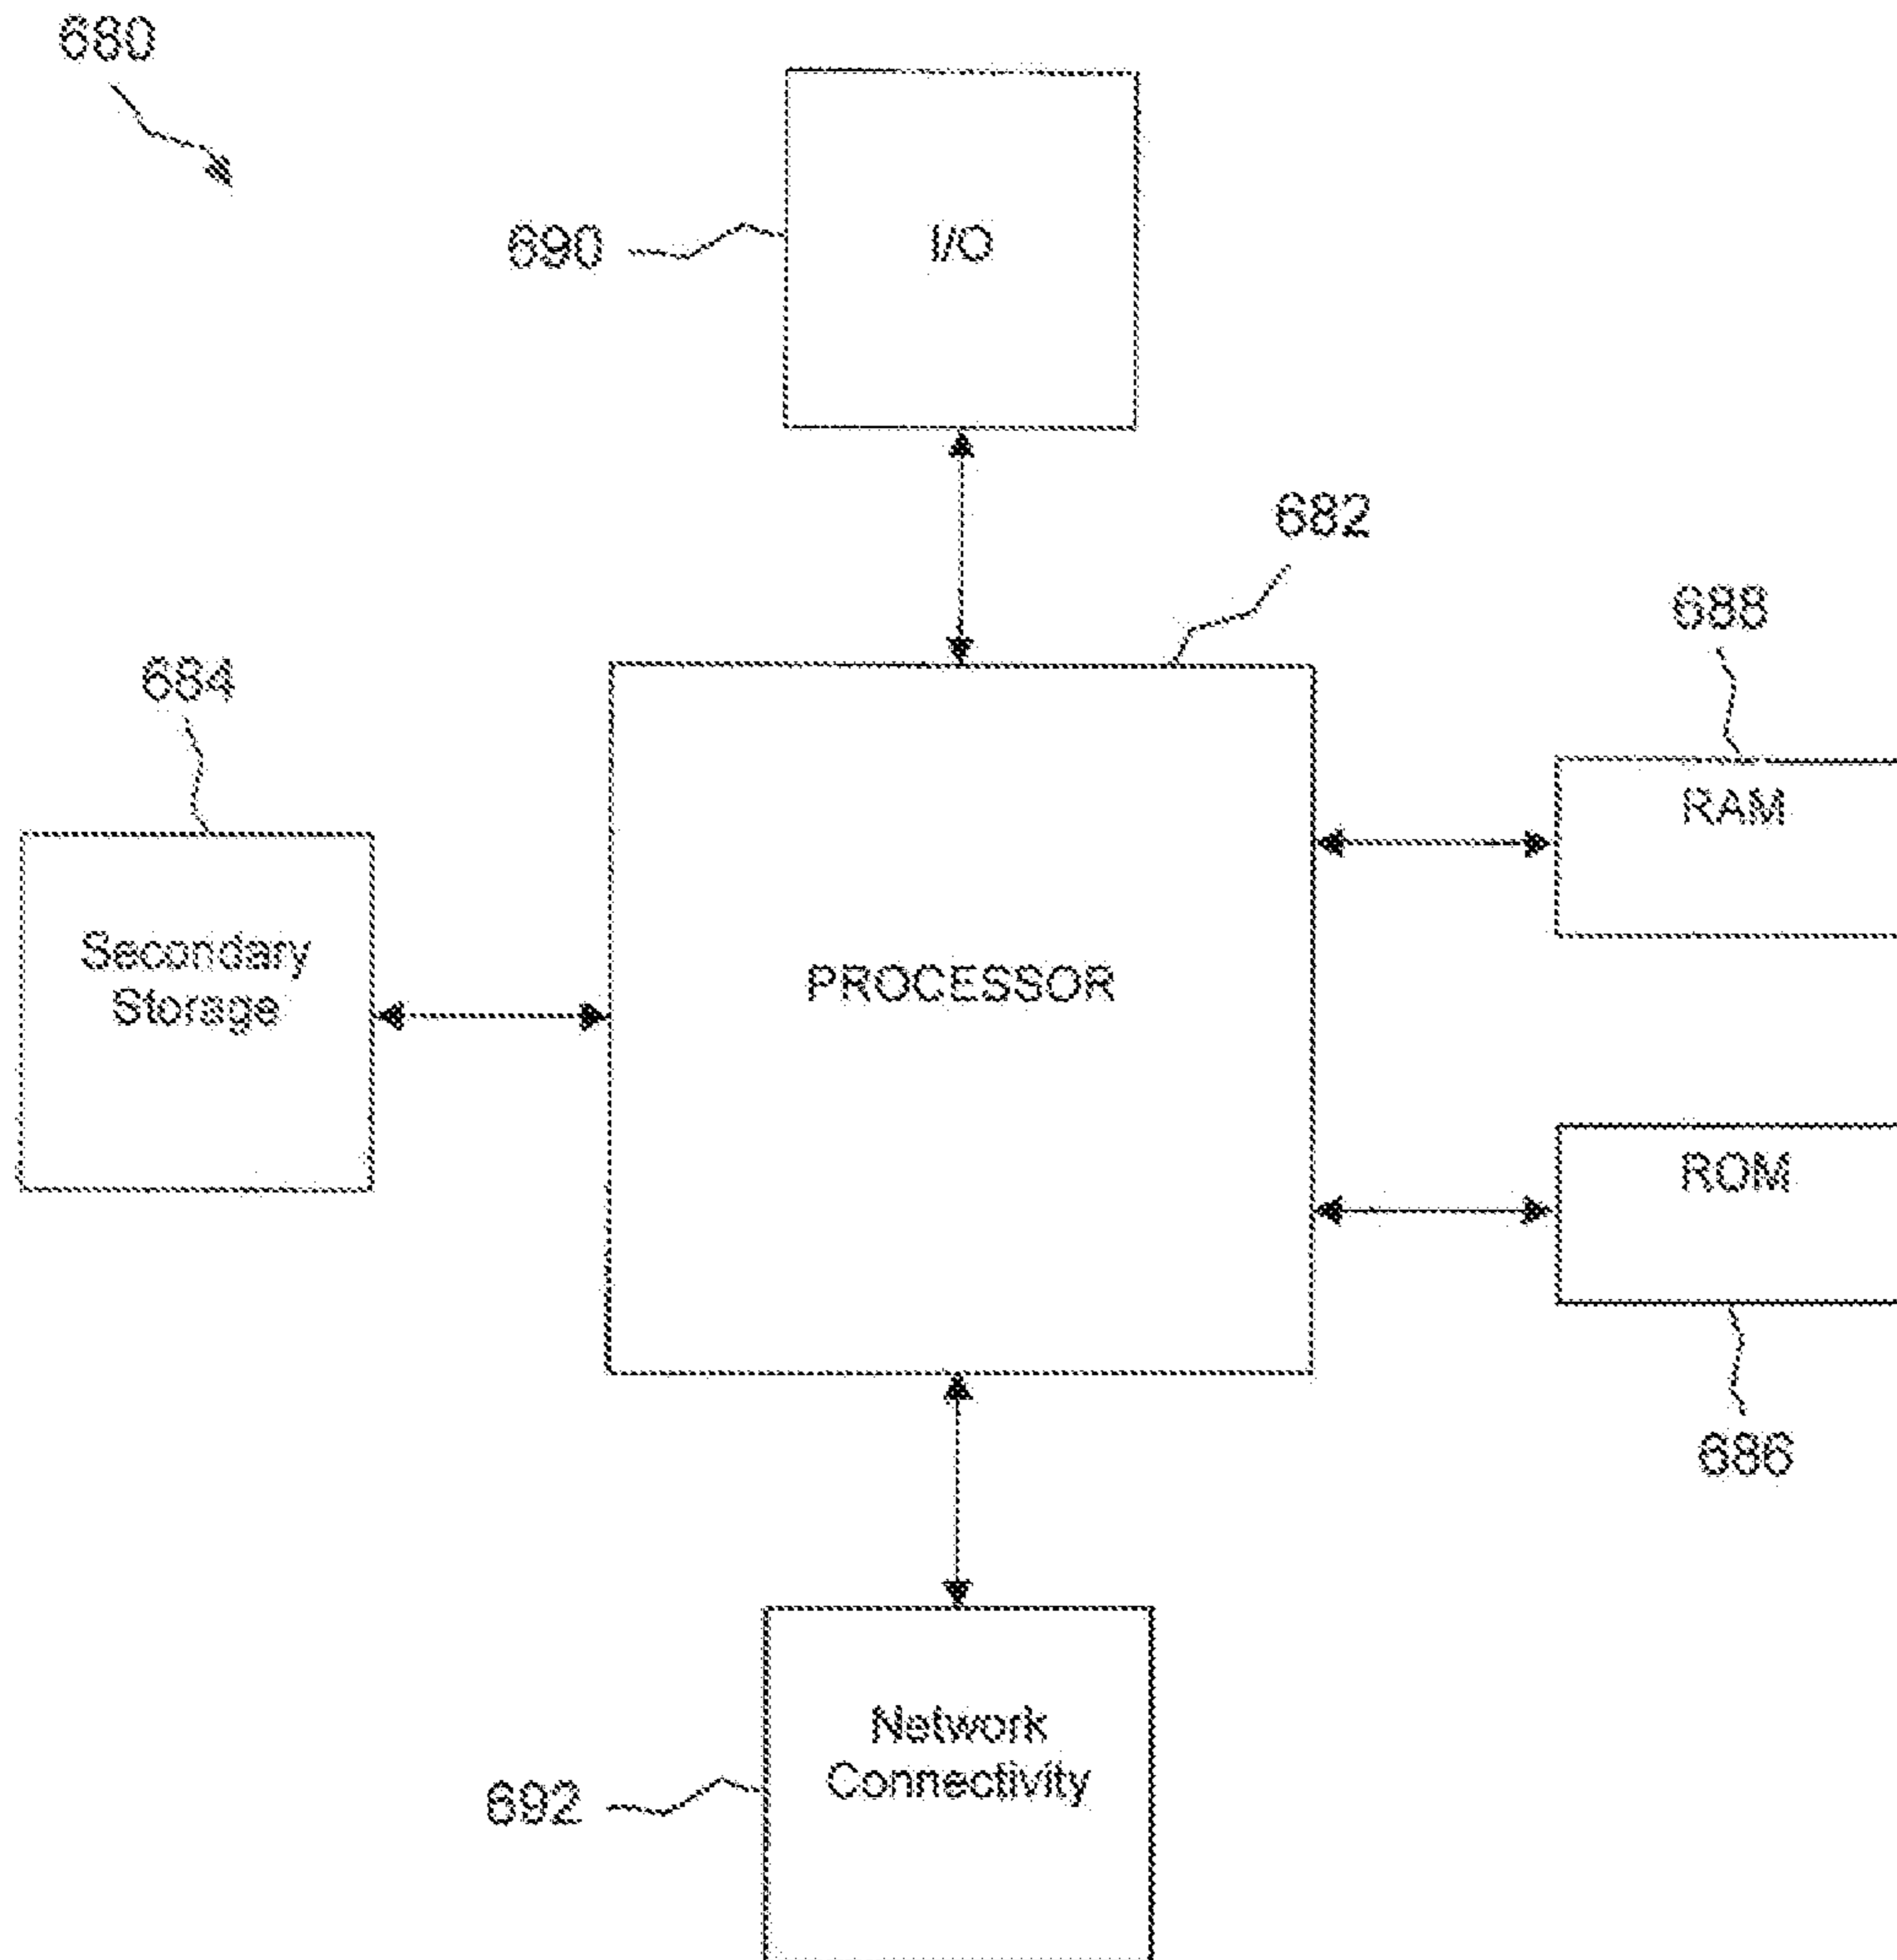 680
690
I/O
682
688
684
RAM
Secondary
Storage
PROCESSOR
ROM
686
Network
Connectivity
692